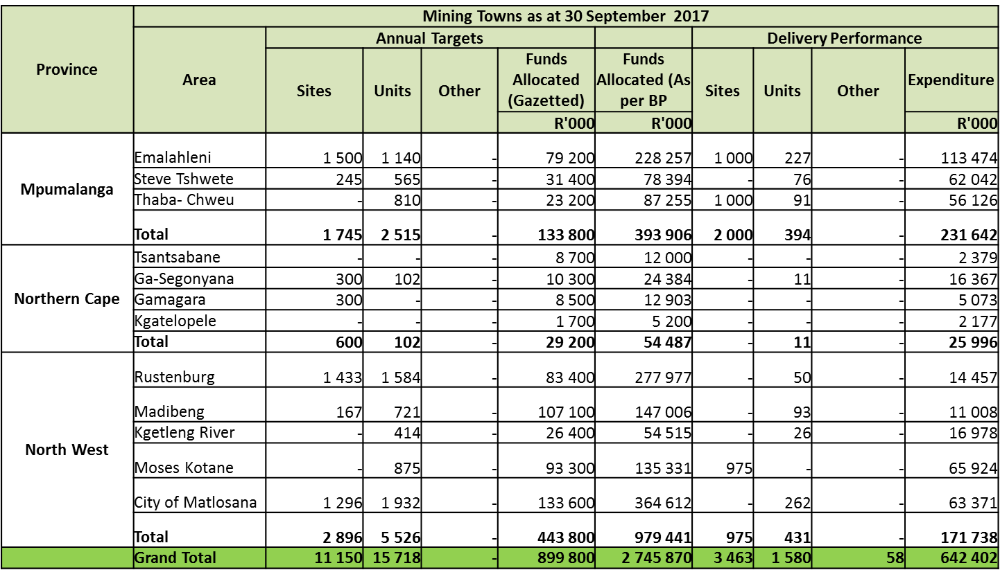 Mining Towns as at 30 September 2017
Province
Area
Annual Targets
Delivery Performance
Sites
Units
Other
Funds
Allocated
(Gazetted)
Funds
Allocated (As
per BP
Sites
Units
Other
Expenditure
R'000
R'000
R'000
Mpumalanga
Emalahleni 1 500 1 140 - 79 200 228 257 1 000 227 - 113 474
Steve Tshwete 245 565 - 31 400 78 394 - 76 - 62 042
Thaba- Chweu - 810 - 23 200 87 255 1 000 91 - 56 126
Total 1 745 2 515 - 133 800 393 906 2 000 394 - 231 642
Northern Cape
Tsantsabane - - - 8 700 12 000 - - - 2 379
Ga-Segonyana 300 102 - 10 300 24 384 - 11 - 16 367
Gamagara 300 - - 8 500 12 903 - - - 5 073
Kgatelopele - - - 1 700 5 200 - - - 2 177
Total 600 102 - 29 200 54 487 - 11 - 25 996
North West
Rustenburg 1 433 1 584 - 83 400 277 977 - 50 - 14 457
Madibeng 167 721 - 107 100 147 006 - 93 - 11 008
Kgetleng River - 414 - 26 400 54 515 - 26 - 16 978
Moses Kotane - 875 - 93 300 135 331 975 - - 65 924
City of Matlosana 1 296 1 932 - 133 600 364 612 - 262 - 63 371
Total 2 896 5 526 - 443 800 979 441 975 431 - 171 738
Grand Total 11 150 15 718 - 899 800 2 745 870 3 463 1 580 58 642 402